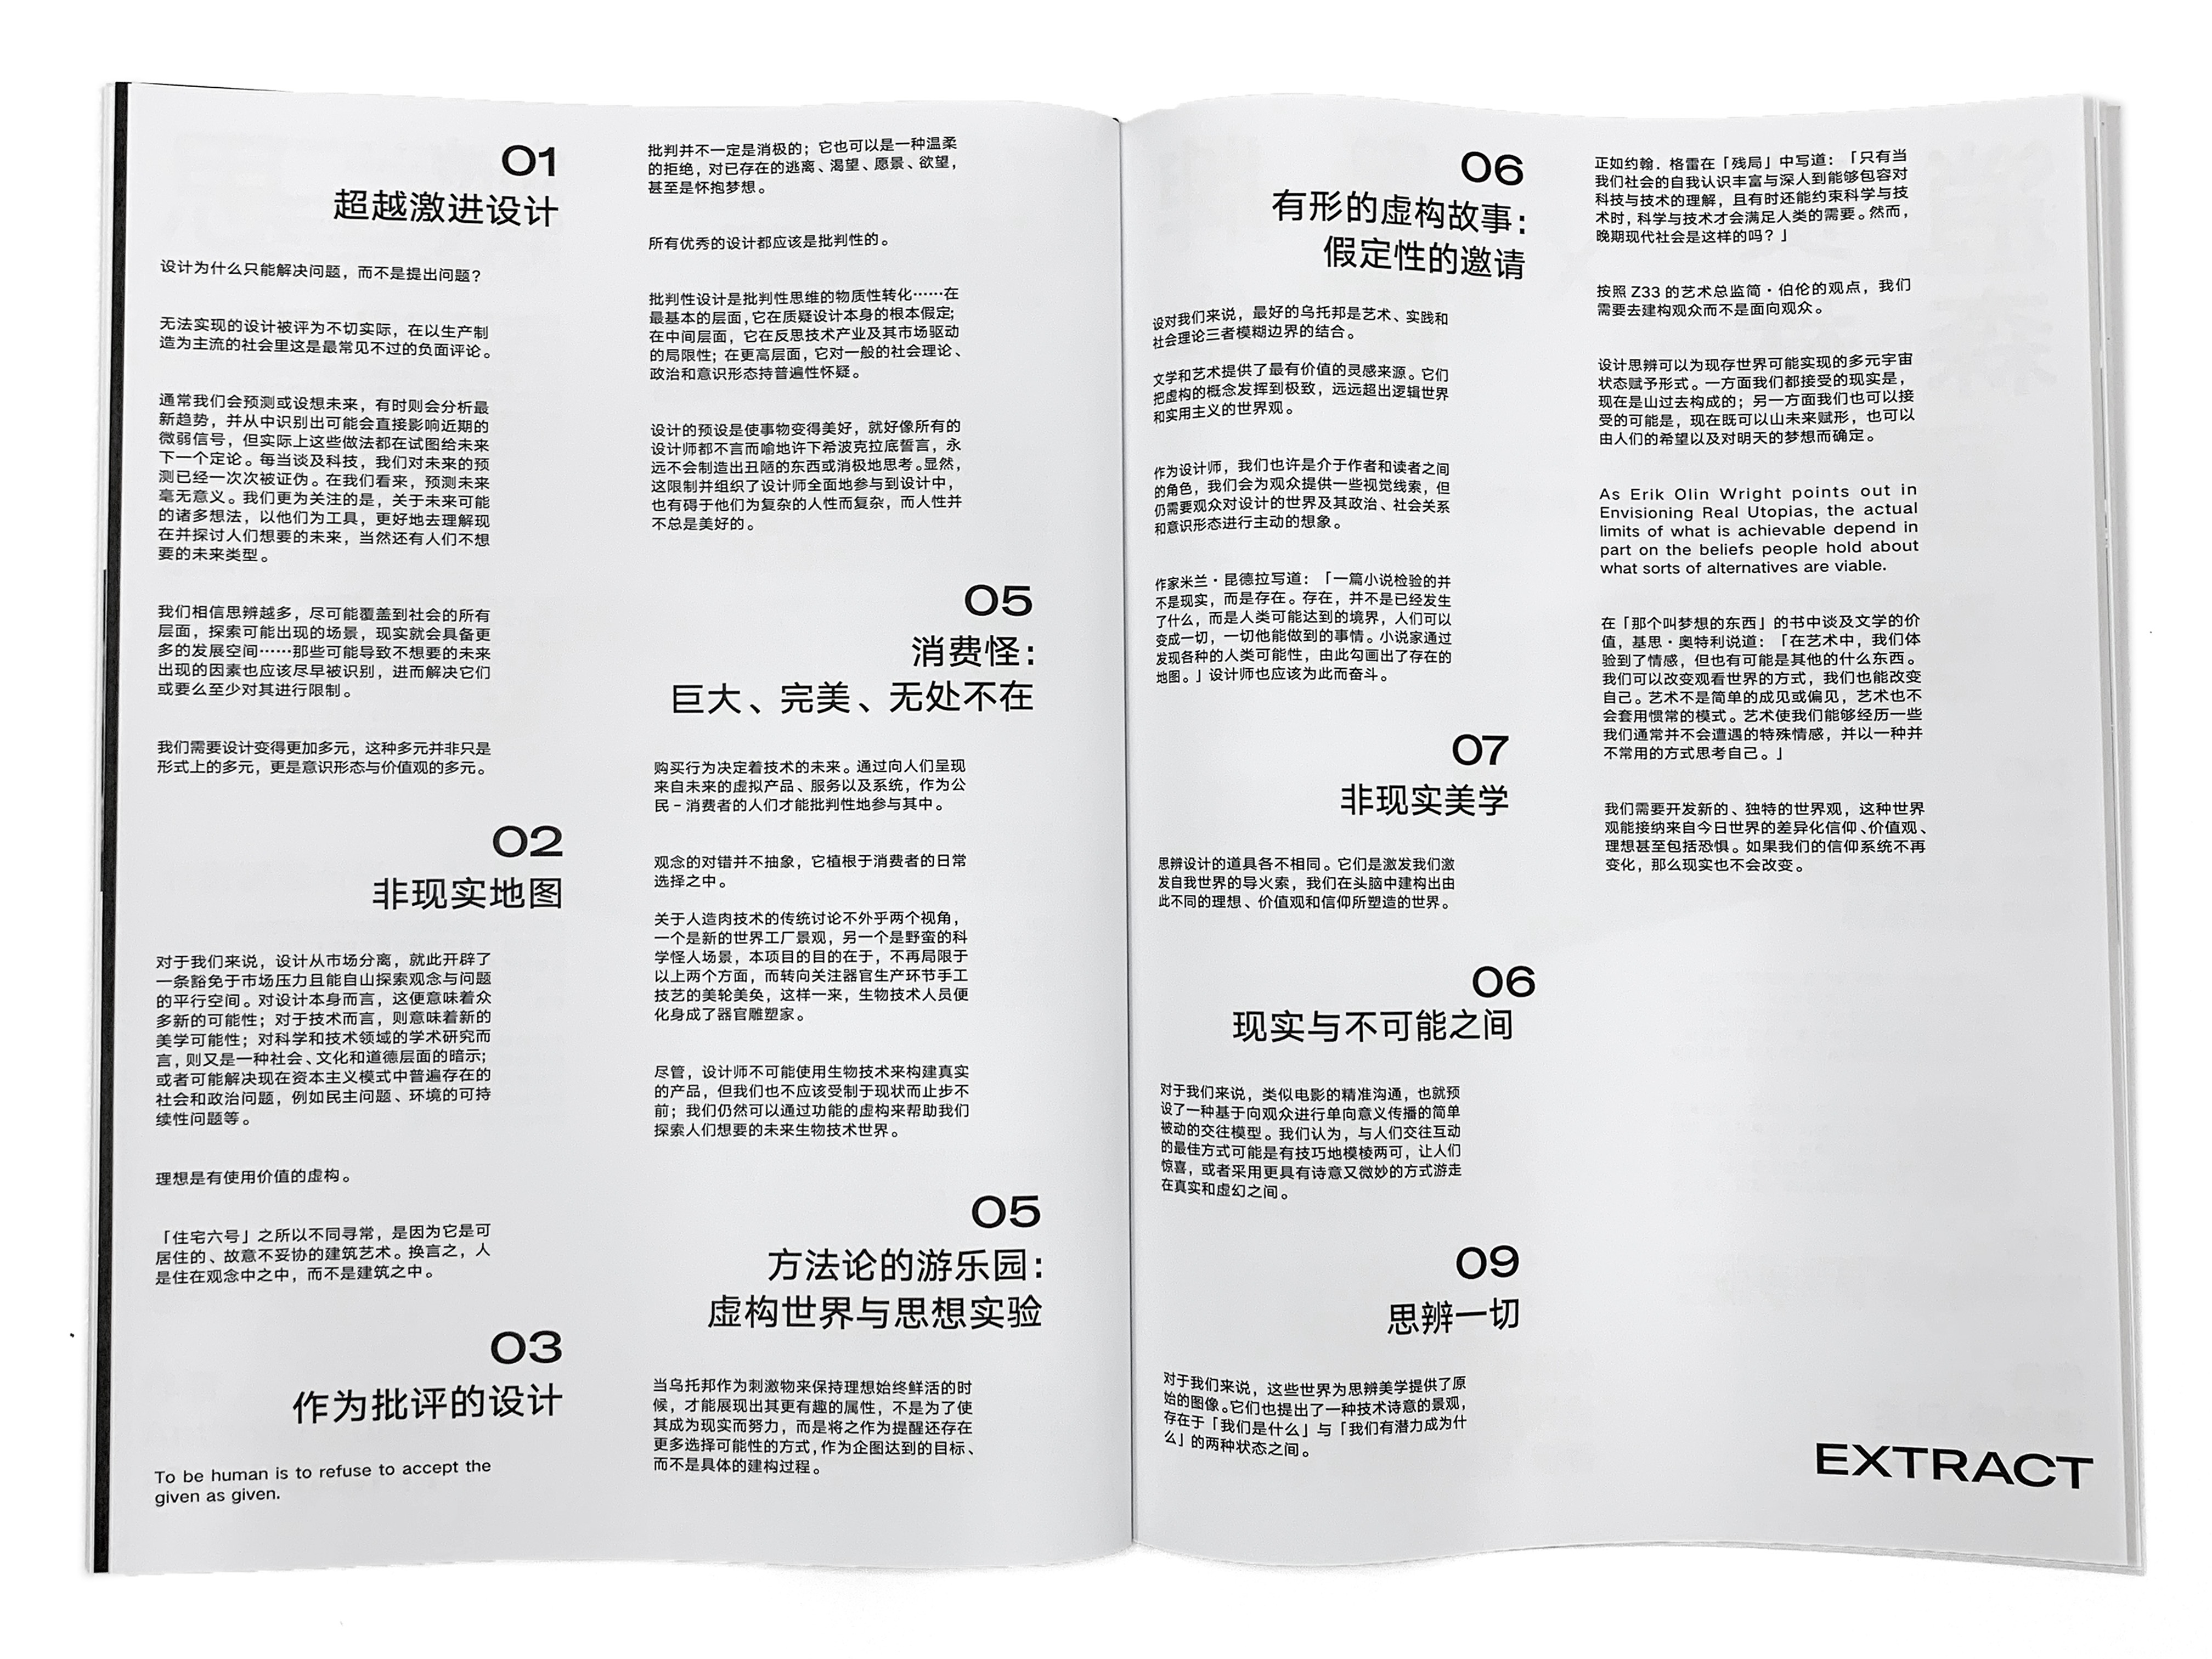 01
超越激进设计
设计为什么只能解决问题，而不是提出问题？
无法实现的设计被评为不切实际，在以生产制
造为主流的社会里这是最常见不过的负面评论。
通常我们会预测或设想未来，有时则会分析最
新趋势，并从中识别出可能会直接影响近期的
微弱信号，但实际上这些做法都在试图给未来
下一个定论。每当谈及科技，我们对未来的预
测已经一次次被证伪。在我们看来，预测未来
毫无意义。我们更为关注的是，关于未来可能
的诸多想法，以他们为工具，更好地去理解现
在并探讨人们想要的未来，当然还有人们不想
要的未来类型。
我们相信思辨越多，尽可能覆盖到社会的所有
层面，探索可能出现的场景，现实就会具备更
多的发展空间……那些可能导致不想要的未来
出现的因素也应该尽早被识别，进而解决它们
或要么至少对其进行限制。
我们需要设计变得更加多元，这种多元并非只是
形式上的多元，更是意识形态与价值观的多元。
02
非现实地图
对于我们来说，设计从市场分离，就此开辟了
一条豁免于市场压力且能自山探索观念与问题
的平行空间。对设计本身而言，这便意味着众
多新的可能性；对于技术而言，则意味着新的
美学可能性；对科学和技术领域的学术研究而
言，则又是一种社会、文化和道德层面的暗示；
或者可能解决现在资本主义模式中普遍存在的
社会和政治问题，例如民主问题、环境的可持
续性问题等。
理想是有使用价值的虚构。
「住宅六号」之所以不同寻常，是因为它是可
居住的、故意不妥协的建筑艺术。换言之，人
是住在观念中之中，而不是建筑之中。
03
作为批评的设计
To be human is to refuse to accept the
given as given.
批判并不一定是消极的；它也可以是一种温柔
的拒绝，对已存在的逃离、渴望、愿景、欲望，
甚至是怀抱梦想。
所有优秀的设计都应该是批判性的。
批判性设计是批判性思维的物质性转化……在
最基本的层面，它在质疑设计本身的根本假定；
在中间层面，它在反思技术产业及其市场驱动
的局限性；在更高层面，它对一般的社会理论、
政治和意识形态持普遍性怀疑。
设计的预设是使事物变得美好，就好像所有的
设计师都不言而喻地许下希波克拉底誓言，永
远不会制造出丑陋的东西或消极地思考。显然，
这限制并组织了设计师全面地参与到设计中，
也有碍于他们为复杂的人性而复杂，而人性并
不总是美好的。
05
消费怪：
巨大、完美、无处不在
购买行为决定着技术的未来。通过向人们呈现
来自未来的虚拟产品、服务以及系统，作为公
民－消费者的人们才能批判性地参与其中。
观念的对错并不抽象，它植根于消费者的日常
选择之中。
关于人造肉技术的传统讨论不外乎两个视角，
一个是新的世界工厂景观，另一个是野蛮的科
学怪人场景，本项目的目的在于，不再局限于
以上两个方面，而转向关注器官生产环节手工
技艺的美轮美奂，这样一来，生物技术人员便
化身成了器官雕塑家。
尽管，设计师不可能使用生物技术来构建真实
的产品，但我们也不应该受制于现状而止步不
前；我们仍然可以通过功能的虚构来帮助我们
探索人们想要的未来生物技术世界。
05
方法论的游乐园：
虚构世界与思想实验
当乌托邦作为刺激物来保持理想始终鲜活的时
候，才能展现出其更有趣的属性，不是为了使
其成为现实而努力，而是将之作为提醒还存在
更多选择可能性的方式，作为企图达到的目标、
而不是具体的建构过程。
06
有形的虚构故事：
假定性的邀请
设对我们来说，最好的乌托邦是艺术、实践和
社会理论三者模糊边界的结合。
文学和艺术提供了最有价值的灵感来源。它们
把虚构的概念发挥到极致，远远超出逻辑世界
和实用主义的世界观。
作为设计师，我们也许是介于作者和读者之间
的角色，我们会为观众提供一些视觉线索，但
仍需要观众对设计的世界及其政治、社会关系
和意识形态进行主动的想象。
作家米兰·昆德拉写道：「一篇小说检验的并
不是现实，而是存在。存在，并不是已经发生
了什么，而是人类可能达到的境界，人们可以
变成一切，一切他能做到的事情。小说家通过
发现各种的人类可能性，由此勾画出了存在的
地图。」设计师也应该为此而奋斗。
07
非现实美学
思辨设计的道具各不相同。它们是激发我们激
发自我世界的导火索，我们在头脑中建构出由
此不同的理想、价值观和信仰所塑造的世界。
06
现实与不可能之间
对于我们来说，类似电影的精准沟通，也就预
设了一种基于向观众进行单向意义传播的简单
被动的交往模型。我们认为，与人们交往互动
的最佳方式可能是有技巧地模棱两可，让人们
惊喜，或者采用更具有诗意又微妙的方式游走
在真实和虚幻之间。
09
思辨一切
对于我们来说，这些世界为思辨美学提供了原
始的图像。它们也提出了一种技术诗意的景观，
存在于「我们是什么」与「我们有潜力成为什
么」的两种状态之间。
正如约翰．格雷在「残局」中写道：「只有当
我们社会的自我认识丰富与深人到能够包容对
科技与技术的理解，且有时还能约束科学与技
术时，科学与技术才会满足人类的需要。然而，
晚期现代社会是这样的吗？」
按照 Z33 的艺术总监简·伯伦的观点，我们
需要去建构观众而不是面向观众。
设计思辨可以为现存世界可能实现的多元宇宙
状态赋予形式。一方面我们都接受的现实是，
现在是山过去构成的；另一方面我们也可以接
受的可能是，现在既可以山未来赋形，也可以
由人们的希望以及对明天的梦想而确定。
As Erik Olin Wright points out in
Envisioning Real Utopias, the actual
limits of what is achievable depend in
part on the beliefs people hold about
what sorts of alternatives are viable.
在「那个叫梦想的东西」的书中谈及文学的价
值，基思·奥特利说道：「在艺术中，我们体
验到了情感，但也有可能是其他的什么东西。
我们可以改变观看世界的方式，我们也能改变
自己。艺术不是简单的成见或偏见，艺术也不
会套用惯常的模式。艺术使我们能够经历一些
我们通常并不会遭遇的特殊情感，并以一种并
不常用的方式思考自己。」
我们需要开发新的、独特的世界观，这种世界
观能接纳来自今日世界的差异化信仰、价值观、
理想甚至包括恐惧。如果我们的信仰系统不再
变化，那么现实也不会改变。
EXTRACT